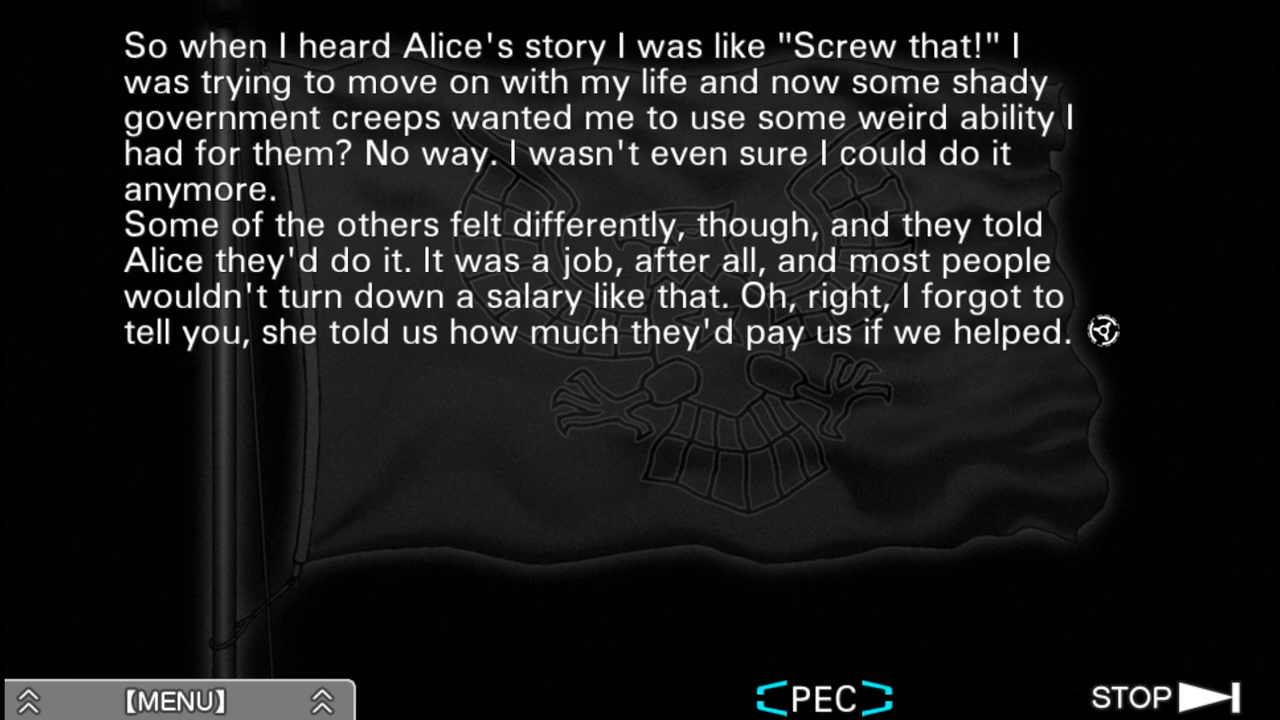 So when I heard Alice's story I was like "Screw that!" I
was trying to move on with my life and now some shady
government creeps wanted me to use some weird ability I
had for them? No way. I wasn't even sure I could do it
anymore.
Some of the others felt differently, though, and they told
Alice they'd do it. It was a job, after all, and most people
wouldn't turn down a salary like that. Oh, right, I forgot to
tell you, she told us how much they'd pay us if we helped.
【MENU】
PEC
STOP